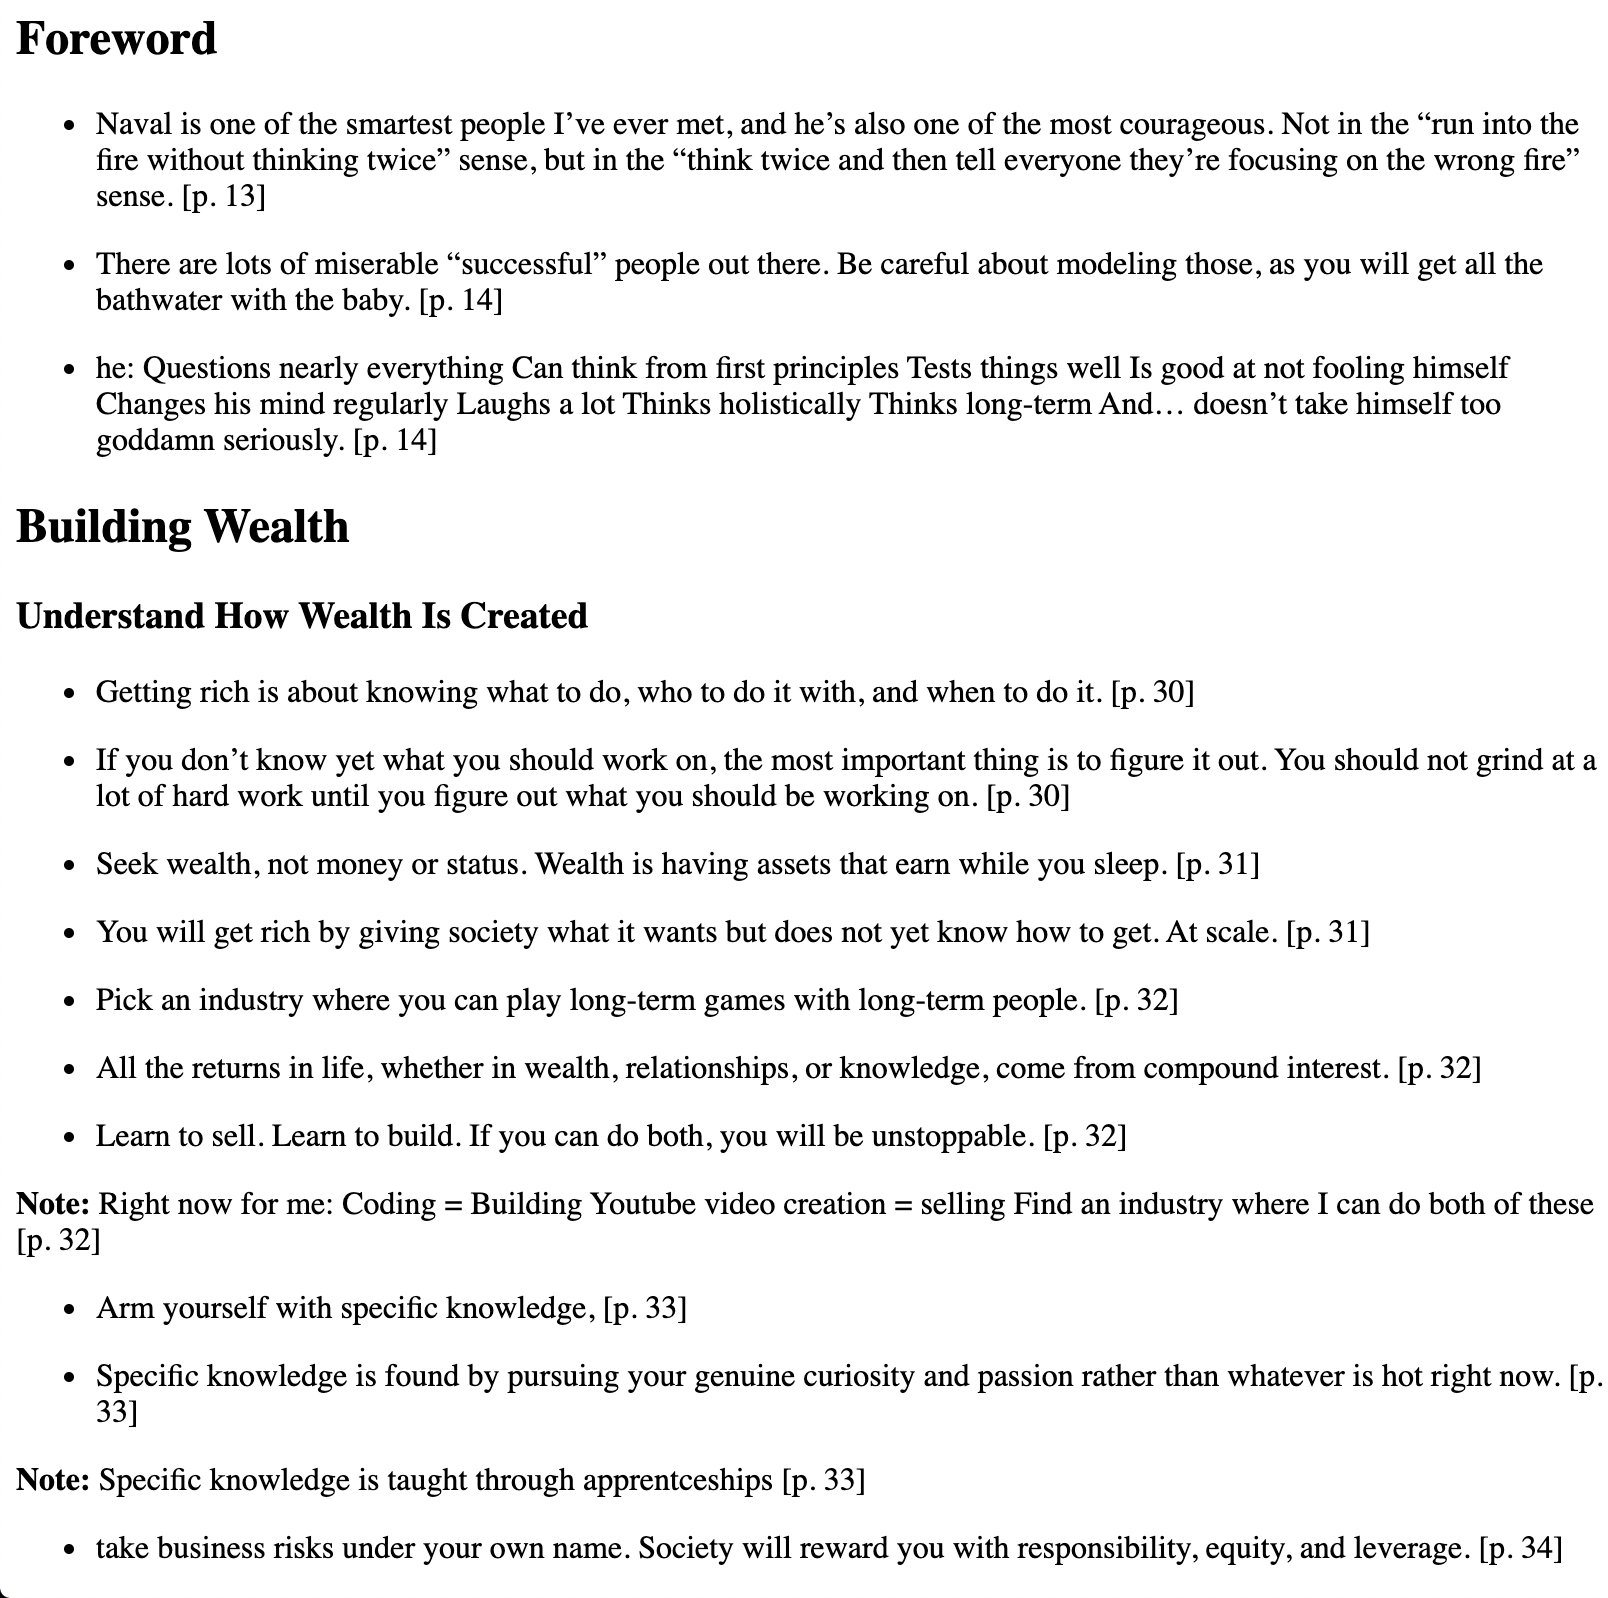 Foreword
• Naval is one of the smartest people I’ve ever met, and he’s also one of the most courageous. Not in the “run into the
fire without thinking twice” sense, but in the “think twice and then tell everyone they’re focusing on the wrong fire”
sense. [p. 13]
• There are lots of miserable “successful” people out there. Be careful about modeling those, as you will get all the
bathwater with the baby. [p. 14]
• he: Questions nearly everything Can think from first principles Tests things well Is good at not fooling himself
Changes his mind regularly Laughs a lot Thinks holistically Thinks long-term And… doesn’t take himself too
goddamn seriously. [p. 14]
Building Wealth
Understand How Wealth Is Created
• Getting rich is about knowing what to do, who to do it with, and when to do it. [p. 30]
• If you don’t know yet what you should work on, the most important thing is to figure it out. You should not grind at a
lot of hard work until you figure out what you should be working on. [p. 30]
• Seek wealth, not money or status. Wealth is having assets that earn while you sleep. [p. 31]
• You will get rich by giving society what it wants but does not yet know how to get. At scale. [p. 31]
• Pick an industry where you can play long-term games with long-term people. [p. 32]
• All the returns in life, whether in wealth, relationships, or knowledge, come from compound interest. [p. 32]
• Learn to sell. Learn to build. If you can do both, you will be unstoppable. [p. 32]
Note: Right now for me: Coding = Building Youtube video creation = selling Find an industry where I can do both of these
[p. 32]
• Arm yourself with specific knowledge, [p. 33]
• Specific knowledge is found by pursuing your genuine curiosity and passion rather than whatever is hot right now. [p.
33]
Note: Specific knowledge is taught through apprentceships [p. 33]
• take business risks under your own name. Society will reward you with responsibility, equity, and leverage. [p. 34]